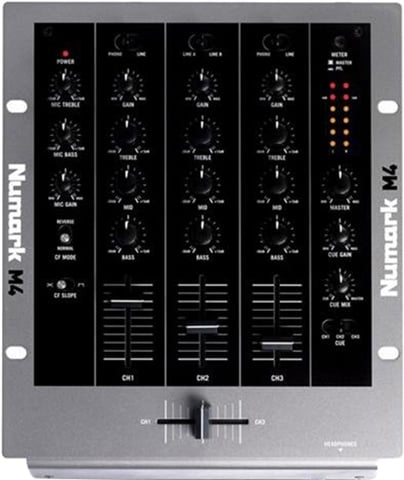 POWER
MIC TREBLE
MIC BASS
MIC GAIN
REVERSE
NORMAL
CF MODE
CF SLOPE
PHONO LINE
GAIN
TREBLE
MID
BASS
CH1
LINE A LINE B
GAIN
TREBLE
MID
BASS
CH2
PHONO LINE
GAIN
TREBLE
MID
BASS
CH3
METER
MASTER
PFL
MASTER
CUE GAIN
CUE MIX
CH1 CH2 CH3
CUE
Numark M4
Numark M4
CH1 CH3
HEADPHONES